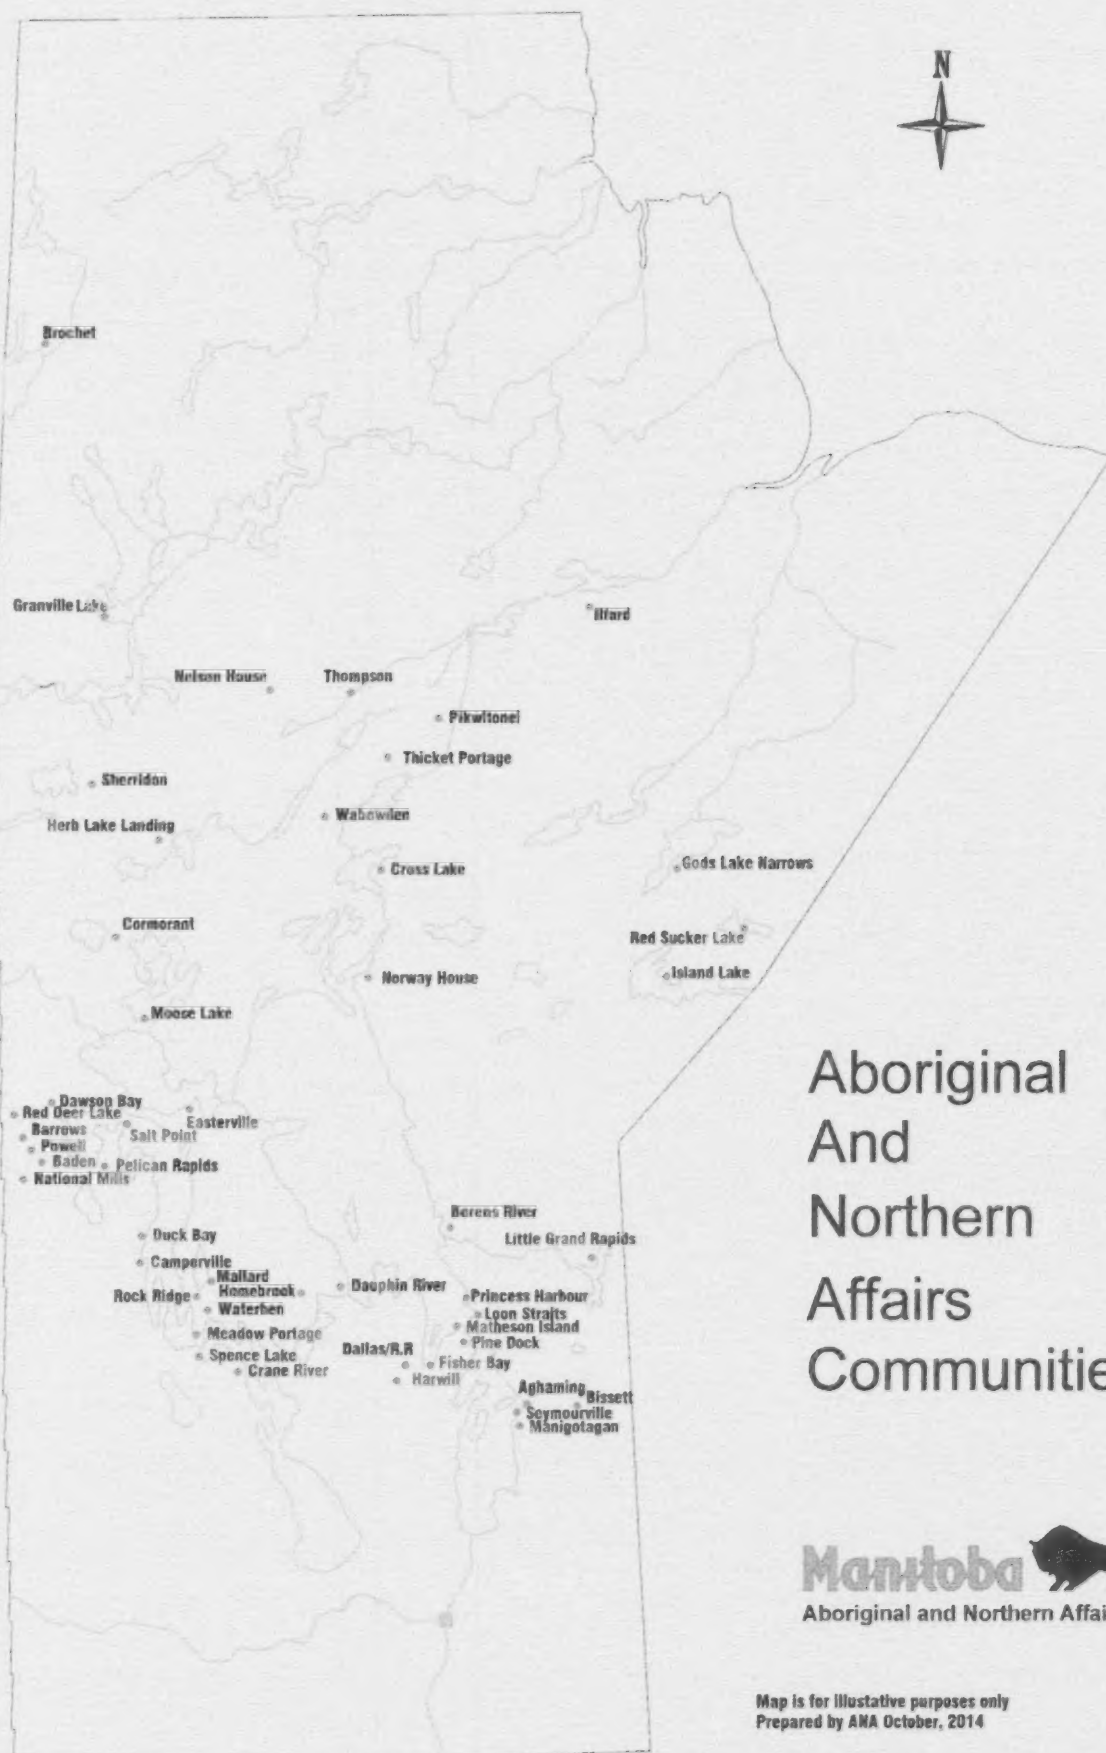 N
Brochet
Granville Lake
Ilford
Nelson House
Thompson
Pikwitonei
Thicket Portage
Sherridon
Wabowden
Herb Lake Landing
Cross Lake
Gods Lake Narrows
Cormorant
Red Sucker Lake
Island Lake
Norway House
Moose Lake
Dawson Bay
Red Deer Lake
Easterville
Barrows
Salt Point
Powell
Baden
Pelican Rapids
National Mills
Berens River
Duck Bay
Little Grand Rapids
Camperville
Mallard
Homebrook
Dauphin River
Rock Ridge
Princess Harbour
Waterhen
Loon Straits
Matheson Island
Meadow Portage
Pine Dock
Dallas/R.R
Spence Lake
Fisher Bay
Crane River
Harwill
Aghaming
Bissett
Seymourville
Manigotagan
Aboriginal
And
Northern
Affairs
Communitie
Manitoba
Aboriginal and Northern Affai
Map is for illustative purposes only
Prepared by ANA October, 2014